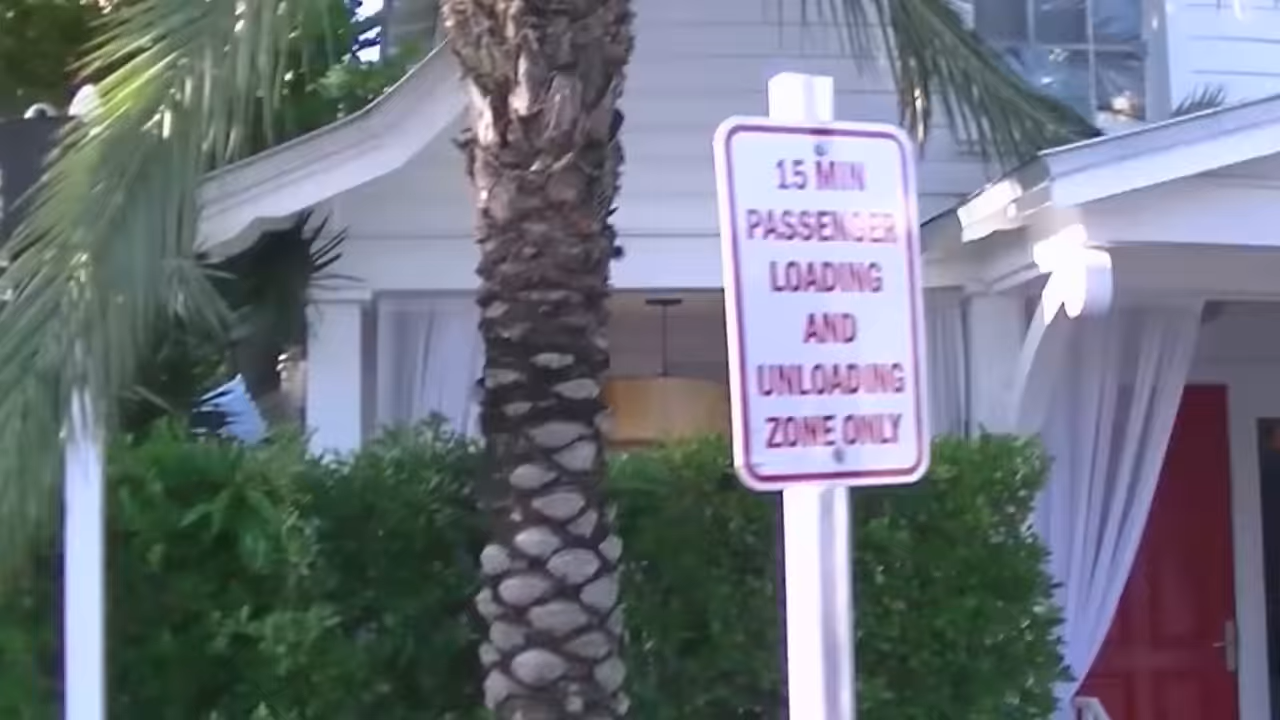 15 MIN
PASSENGER
LOADING
AND
UNLOADING
ZONE ONLY